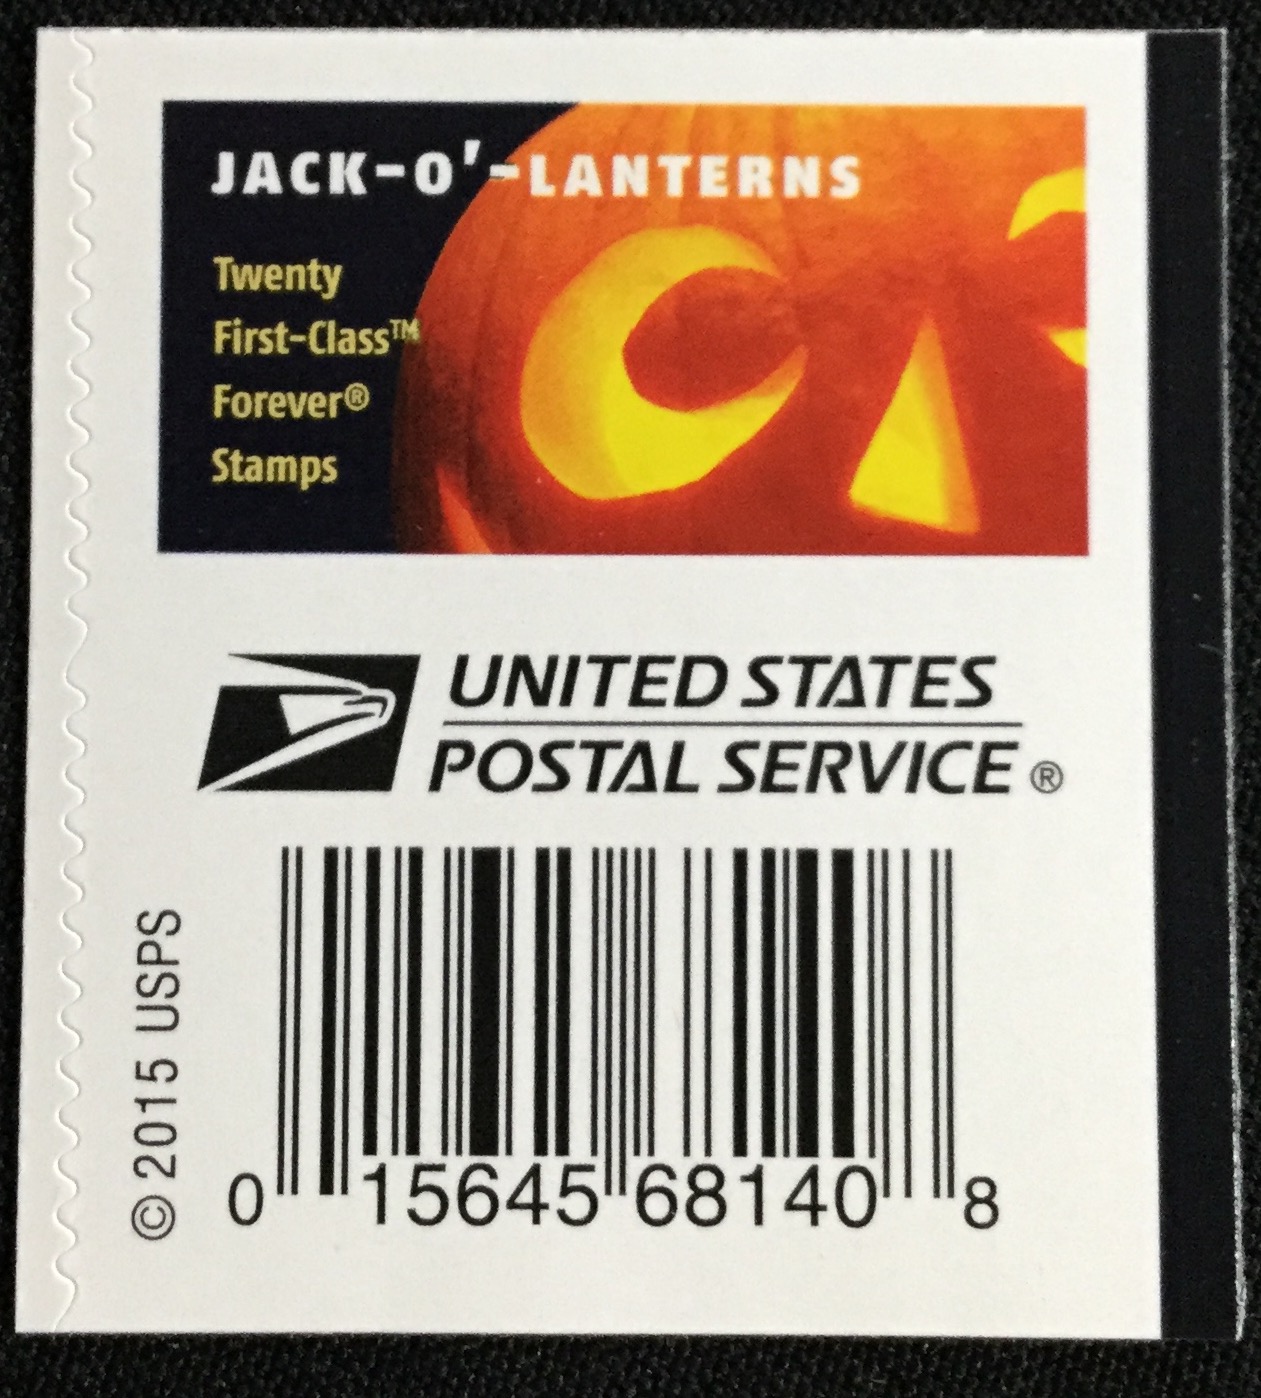 JACK-O'-LANTERNS
Twenty
First-Class™
Forever®
Stamps
UNITED STATES
POSTAL SERVICE®
© 2015 USPS
0 15645 68140 8